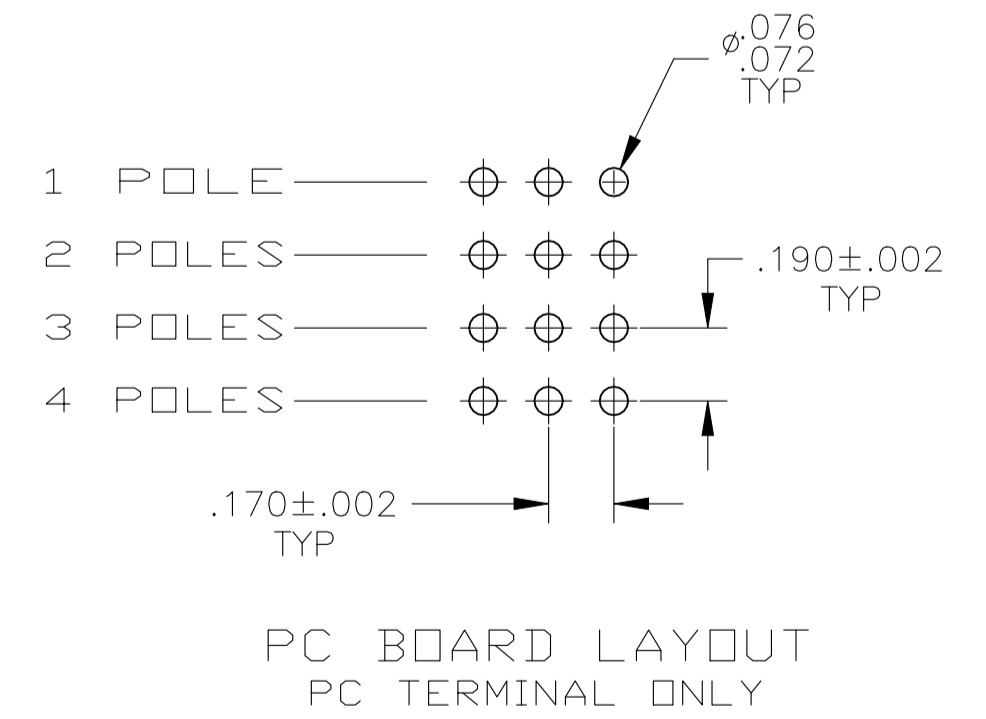 ⌀.076
.072
TYP
1 POLE
2 POLES
.190±.002
TYP
3 POLES
4 POLES
.170±.002
TYP
PC BOARD LAYOUT
PC TERMINAL ONLY